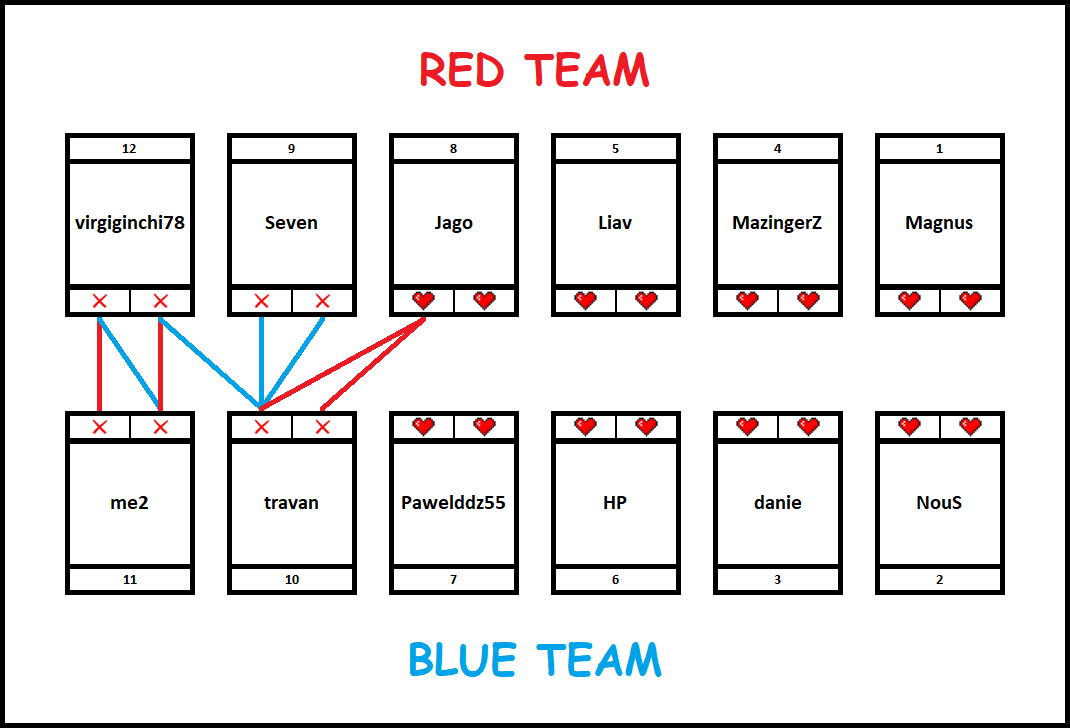 RED TEAM
12 9 8 5 4 1
virgiginchi78 Seven Jago Liav MazingerZ Magnus
me2 travan Pawelddz55 HP danie NouS
11 10 7 6 3 2
BLUE TEAM